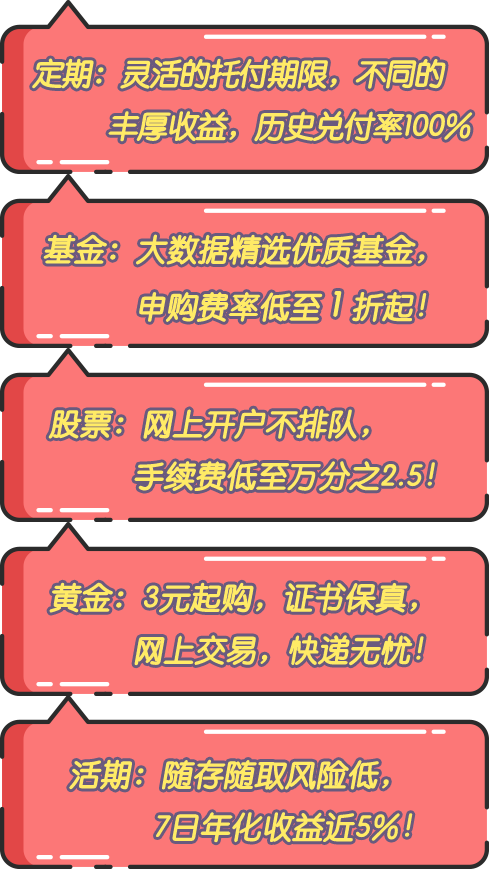 定期：灵活的托付期限，不同的
丰厚收益，历史兑付率100%
基金：大数据精选优质基金，
申购费率低至1折起！
股票：网上开户不排队，
手续费低至万分之2.5！
黄金：3元起购，证书保真，
网上交易，快递无忧！
活期：随存随取风险低，
7日年化收益近5%！